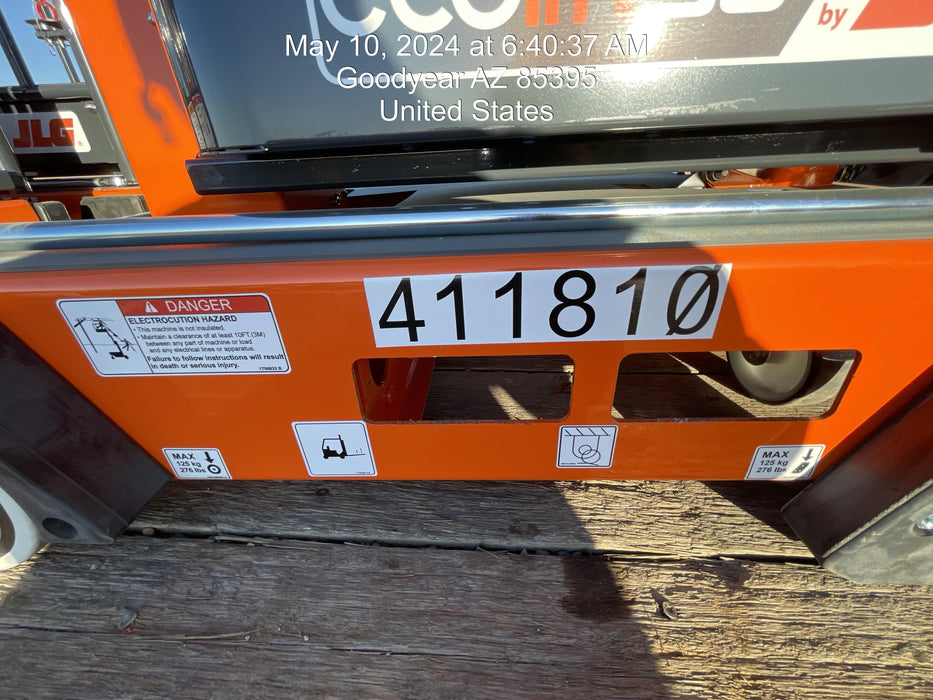 May 10, 2024 at 6:40:37 AM
Goodyear AZ 85395
United States
by
JLG
411810
DANGER
ELECTROCUTION HAZARD
• This machine is not insulated.
• Maintain a clearance of at least 10FT.(3M)
between any part of machine or load
and any electrical lines or apparatus.
Failure to follow instructions will result
in death or serious injury.
MAX
125 kg
276 lbs
MAX
125 kg
276 lbs